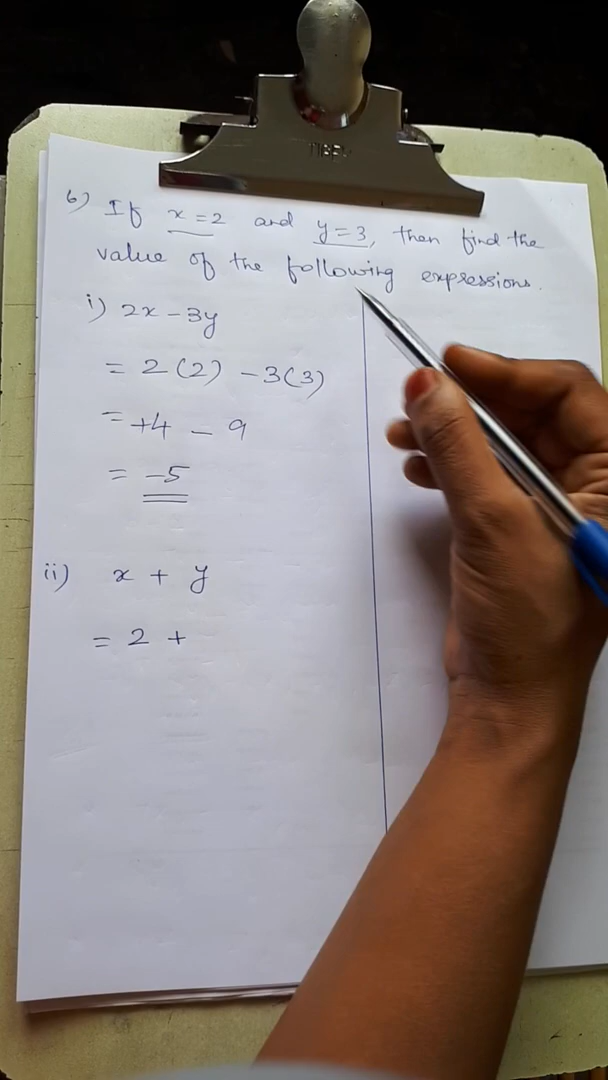 6) If x = 2 and y = 3, then find the
value of the following expressions.
i) 2x - 3y
= 2(2) - 3(3)
= +4 - 9
= -5
ii) x + y
= 2 +